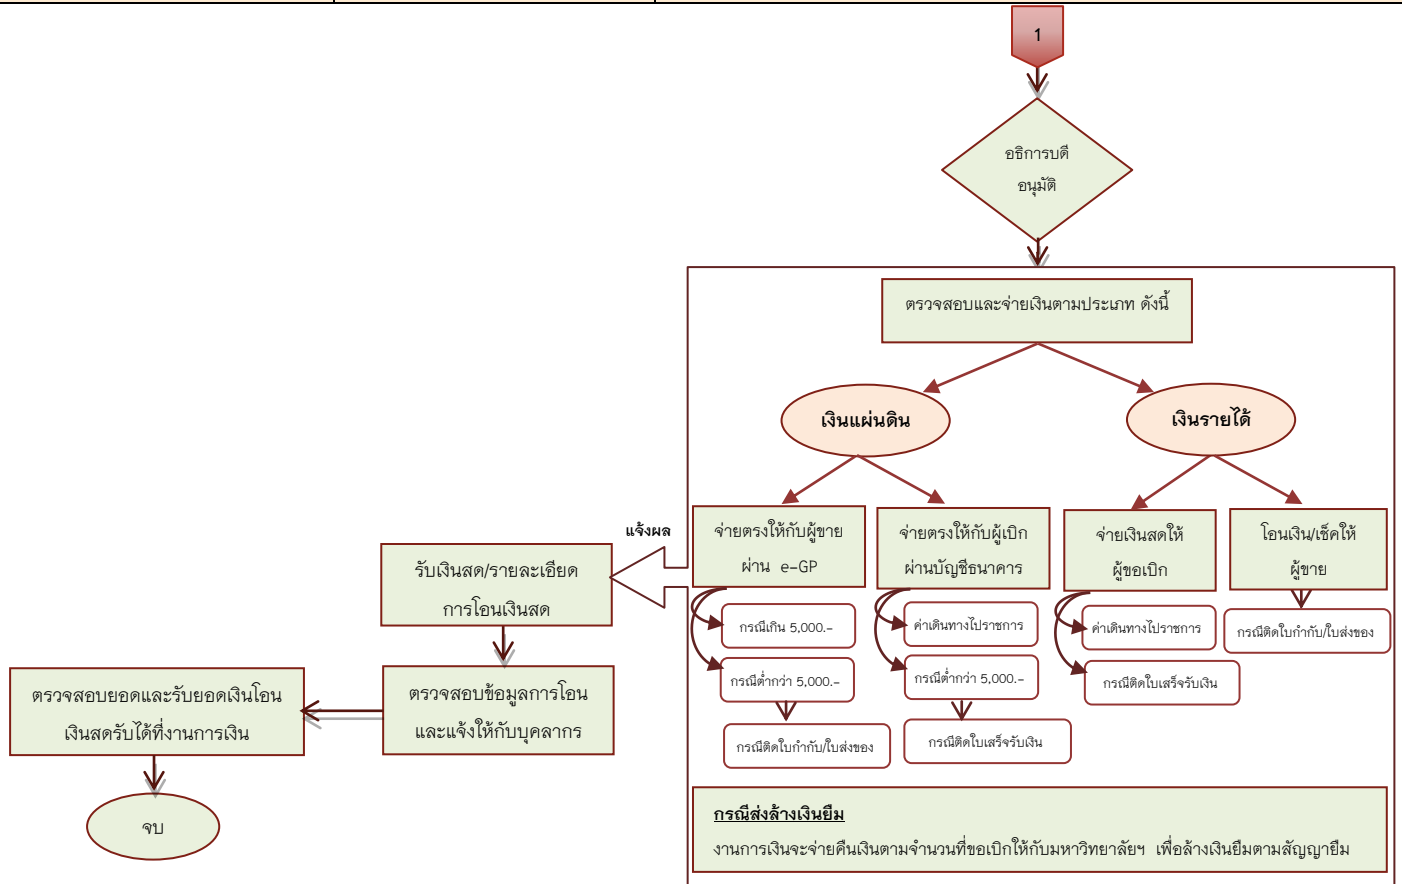 1
อธิการบดี
อนุมัติ
ตรวจสอบและจ่ายเงินตามประเภท ดังนี้
เงินแผ่นดิน
เงินรายได้
จ่ายตรงให้กับผู้ขาย
ผ่าน e-GP
จ่ายตรงให้กับผู้เบิก
ผ่านบัญชีธนาคาร
จ่ายเงินสดให้
ผู้ขอเบิก
โอนเงิน/เช็คให้
ผู้ขาย
กรณีเกิน 5,000.-
กรณีต่ำกว่า 5,000.-
กรณีติดใบกำกับ/ใบส่งของ
ค่าเดินทางไปราชการ
กรณีต่ำกว่า 5,000.-
กรณีติดใบเสร็จรับเงิน
ค่าเดินทางไปราชการ
กรณีติดใบเสร็จรับเงิน
กรณีติดใบกำกับ/ใบส่งของ
กรณีส่งล้างเงินยืม
งานการเงินจะจ่ายคืนเงินตามจำนวนที่ขอเบิกให้กับมหาวิทยาลัยฯ เพื่อล้างเงินยืมตามสัญญายืม
แจ้งผล
รับเงินสด/รายละเอียด
การโอนเงินสด
ตรวจสอบข้อมูลการโอน
และแจ้งให้กับบุคลากร
ตรวจสอบยอดและรับยอดเงินโอน
เงินสดรับได้ที่งานการเงิน
จบ